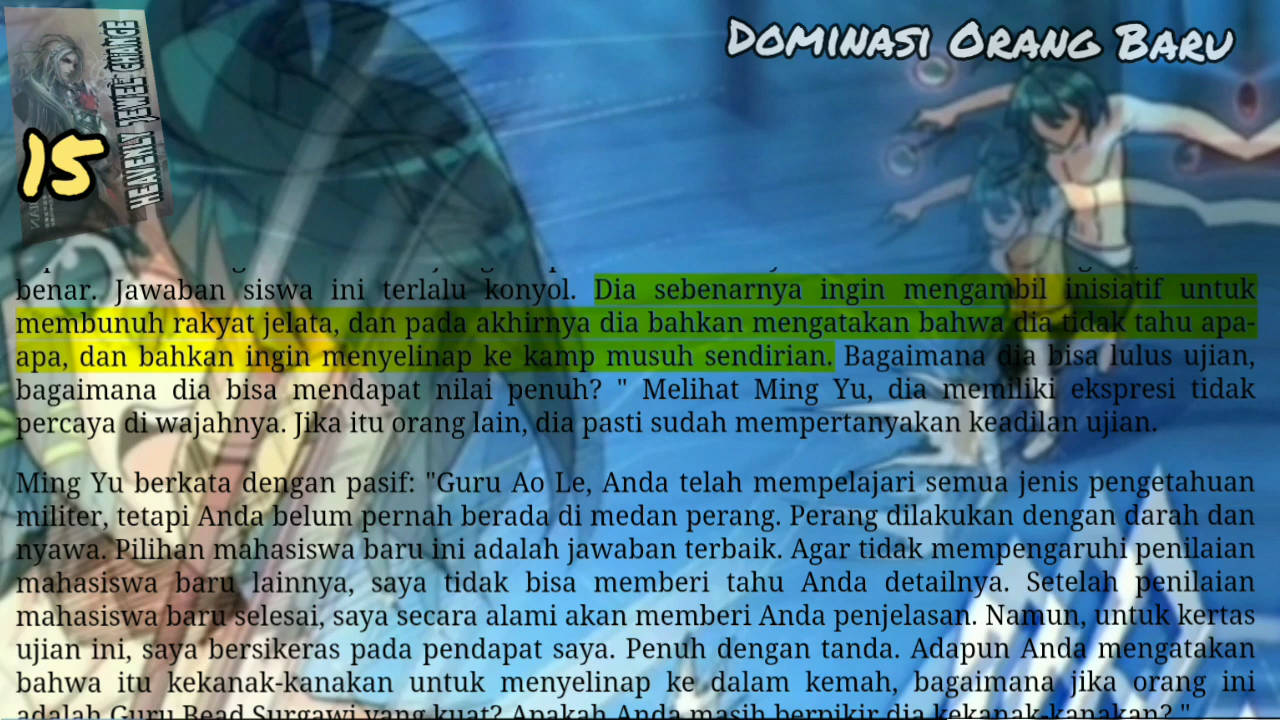 Dominasi Orang Baru
HEAVENLY JEWEL CHANGE
15
benar. Jawaban siswa ini terlalu konyol. Dia sebenarnya ingin mengambil inisiatif untuk
membunuh rakyat jelata, dan pada akhirnya dia bahkan mengatakan bahwa dia tidak tahu apa-
apa, dan bahkan ingin menyelinap ke kamp musuh sendirian. Bagaimana dia bisa lulus ujian,
bagaimana dia bisa mendapat nilai penuh? " Melihat Ming Yu, dia memiliki ekspresi tidak
percaya di wajahnya. Jika itu orang lain, dia pasti sudah mempertanyakan keadilan ujian.
Ming Yu berkata dengan pasif: "Guru Ao Le, Anda telah mempelajari semua jenis pengetahuan
militer, tetapi Anda belum pernah berada di medan perang. Perang dilakukan dengan darah dan
nyawa. Pilihan mahasiswa baru ini adalah jawaban terbaik. Agar tidak mempengaruhi penilaian
mahasiswa baru lainnya, saya tidak bisa memberi tahu Anda detailnya. Setelah penilaian
mahasiswa baru selesai, saya secara alami akan memberi Anda penjelasan. Namun, untuk kertas
ujian ini, saya bersikeras pada pendapat saya. Penuh dengan tanda. Adapun Anda mengatakan
bahwa itu kekanak-kanakan untuk menyelinap ke dalam kemah, bagaimana jika orang ini
adalah Guru Bead Surgawi yang kuat? Apakah Anda masih berpikir dia kekanak-kanakan? "